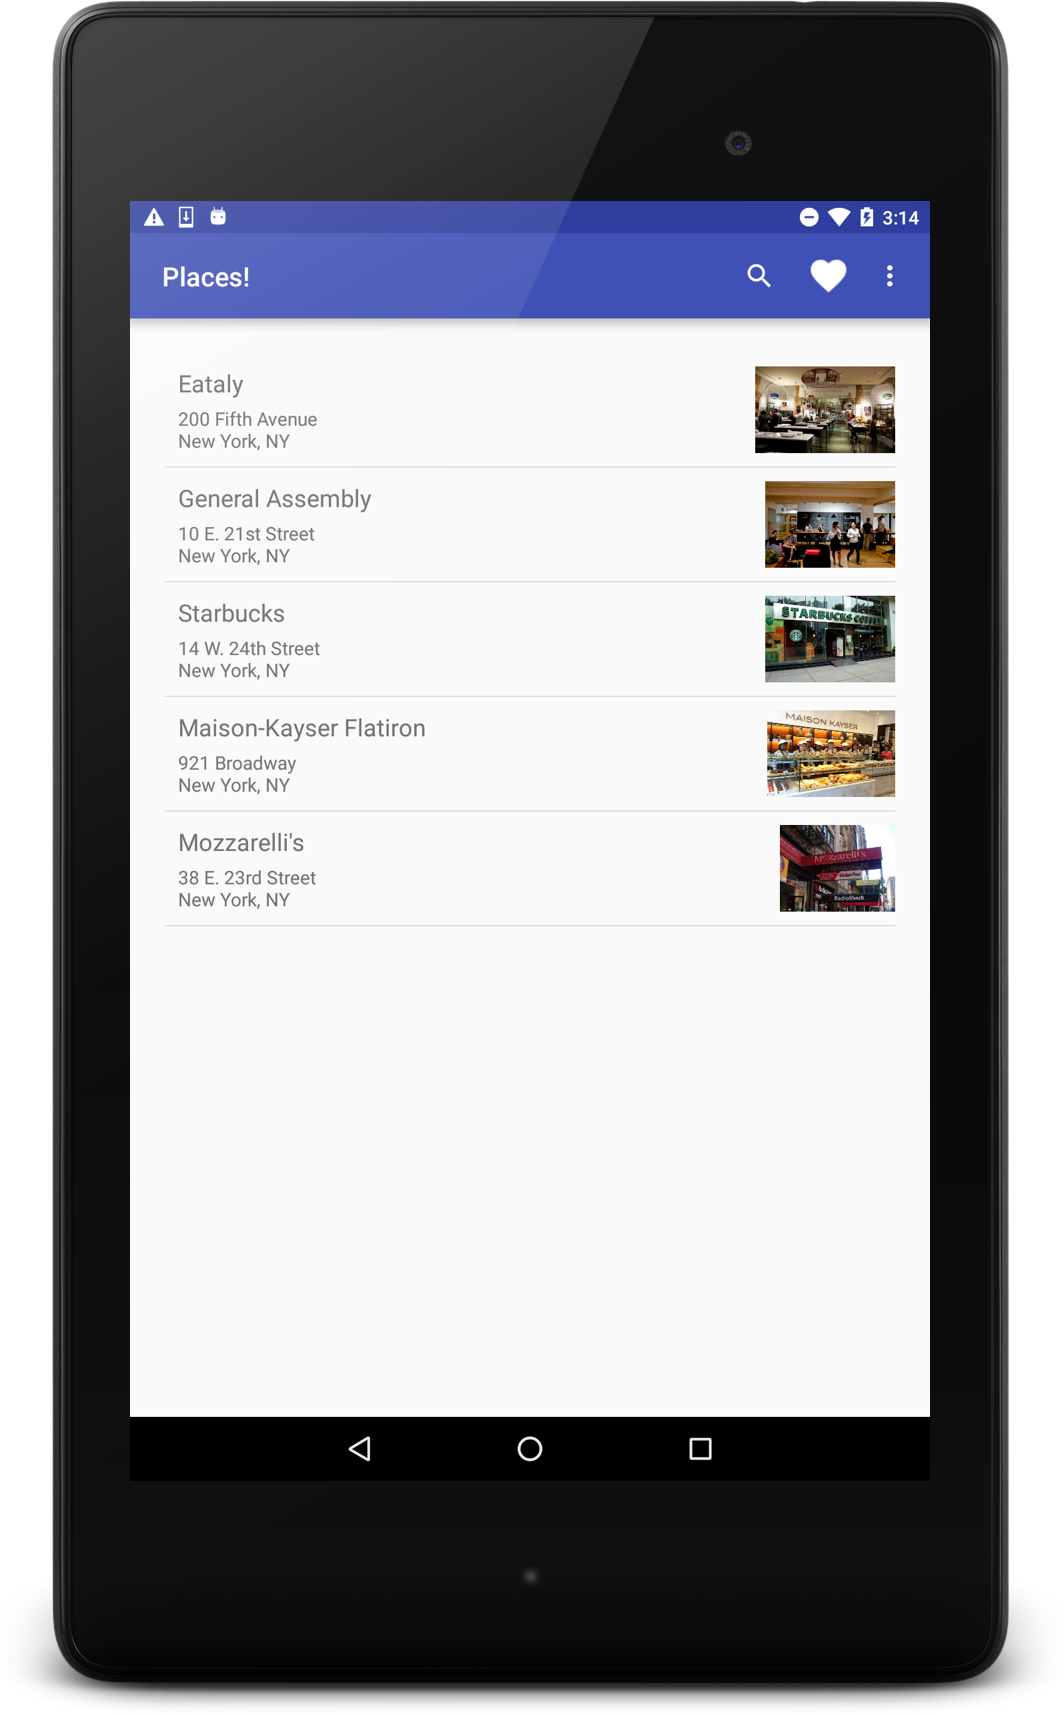 3:14
Places!
Eataly
200 Fifth Avenue
New York, NY
General Assembly
10 E. 21st Street
New York, NY
Starbucks
14 W. 24th Street
New York, NY
STARBUCKS COFFEE
Maison-Kayser Flatiron
921 Broadway
New York, NY
MAISON KAYSER
Mozzarelli's
38 E. 23rd Street
New York, NY
Mozzarelli's
RadioShack